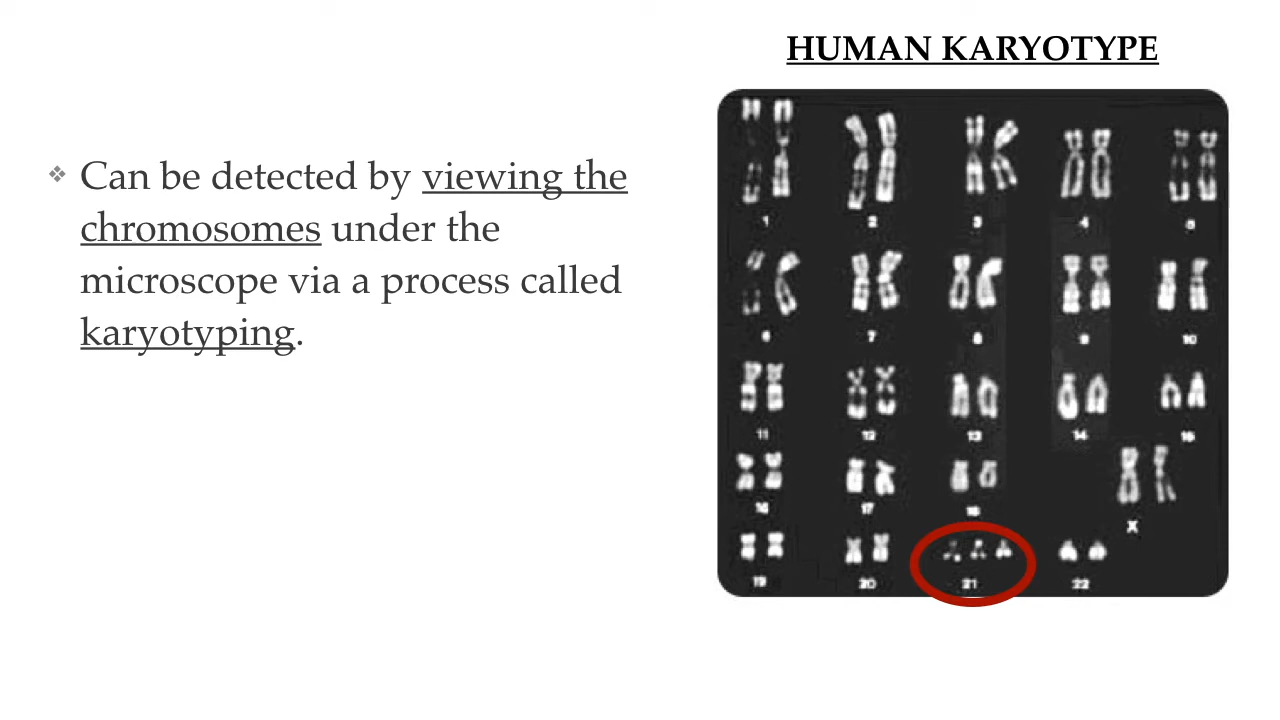 HUMAN KARYOTYPE
❖ Can be detected by viewing the
chromosomes under the
microscope via a process called
karyotyping.
1 2 3 4 5
6 7 8 9 10
11 12 13 14 15
16 17 18 X
19 20 21 22